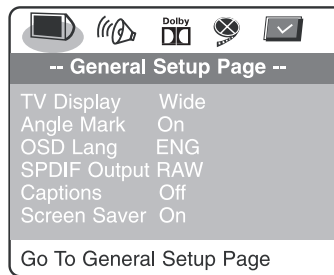 Dolby
-- General Setup Page --
TV Display Wide
Angle Mark On
OSD Lang ENG
SPDIF Output RAW
Captions Off
Screen Saver On
Go To General Setup Page